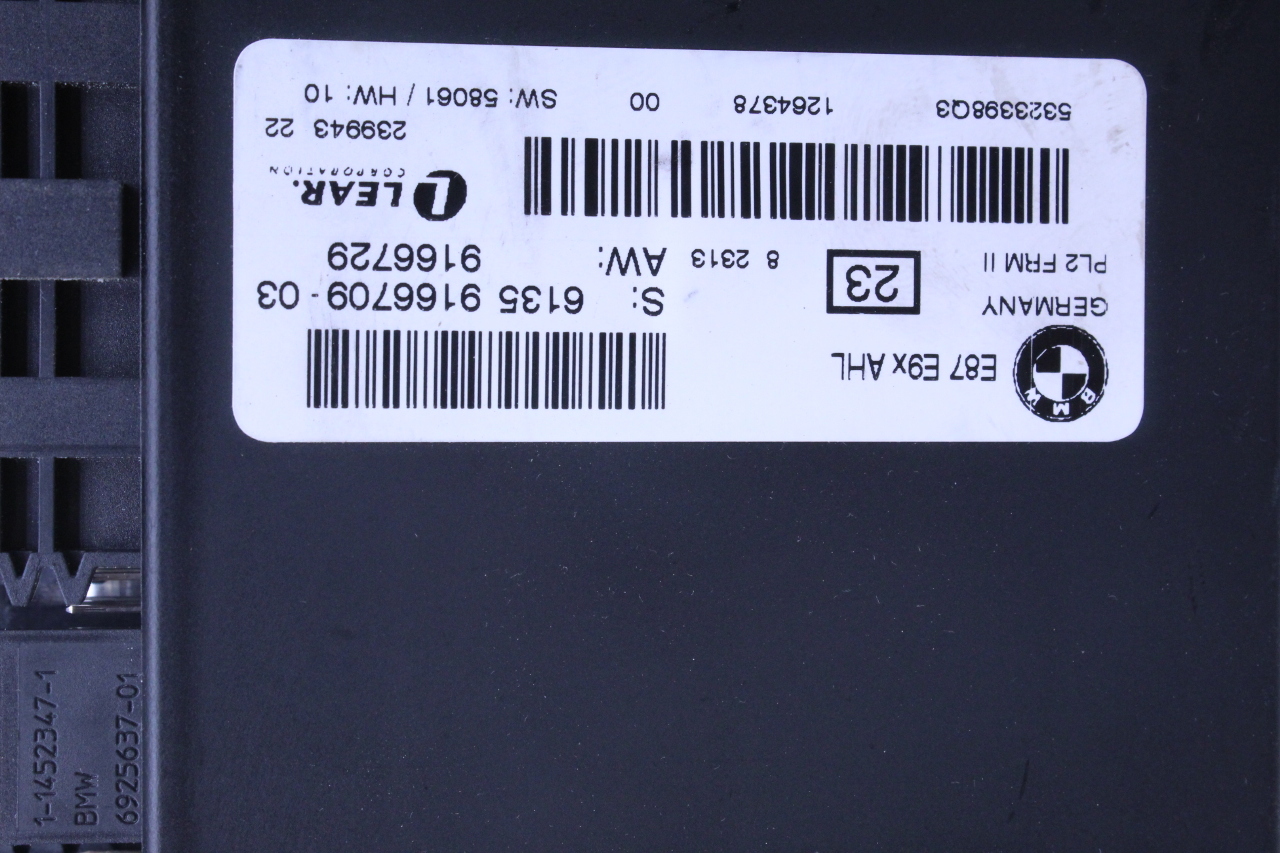 BMW
E87 E9x AHL
GERMANY
PL2 FRM II
23
8 2313
S: 6135 9166709-03
AW: 9166729
LEAR.
CORPORATION
239943 22
5323398Q3 1264378 00 SW: 58061 / HW: 10
1-1452347-1
BMW
6925637-01